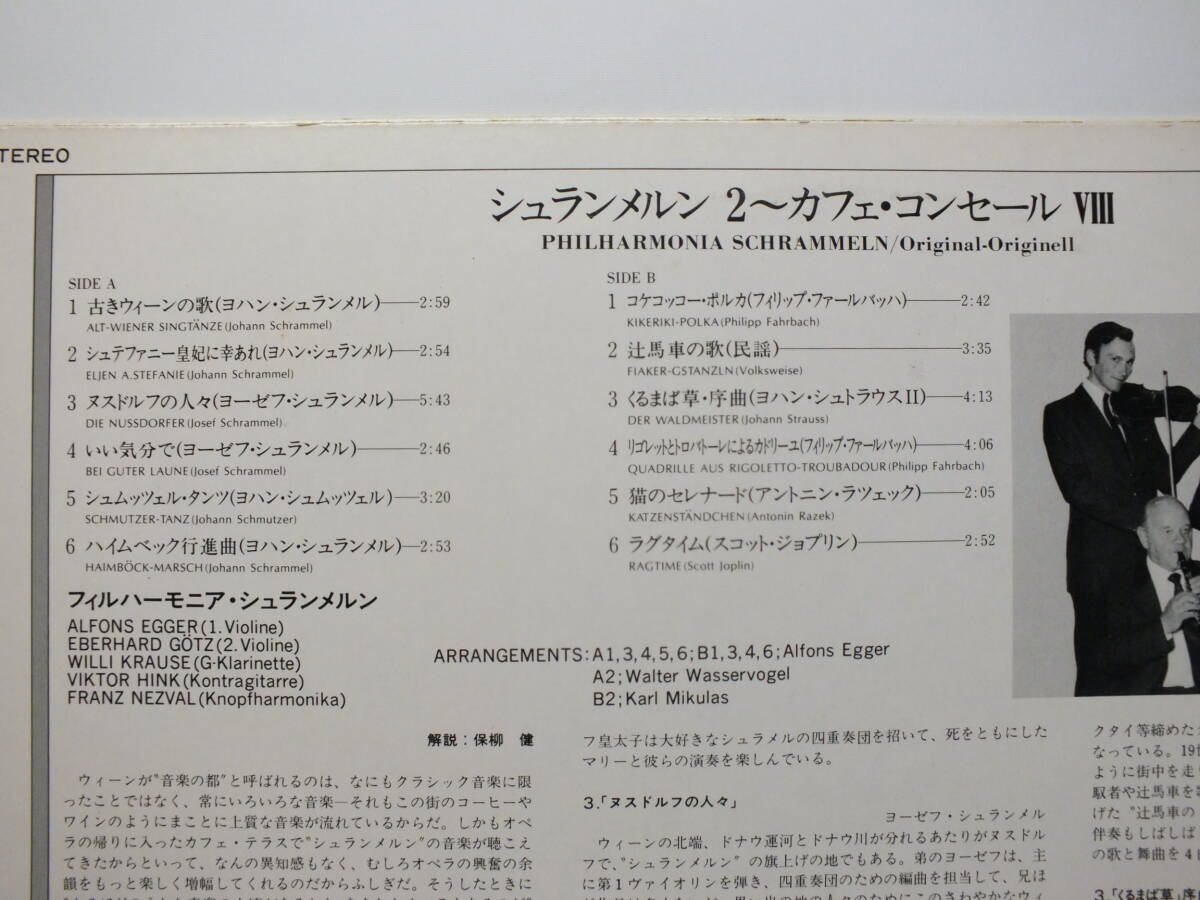 TEREO
シュランメルン 2〜カフェ・コンセール VIII
PHILHARMONIA SCHRAMMELN/Original-Originell
SIDE A
1 古きウィーンの歌(ヨハン・シュランメル)——2:59
ALT-WIENER SINGTÄNZE(Johann Schrammel)
2 シュテファニー皇妃に幸あれ(ヨハン・シュランメル)—2:54
ELJEN A.STEFANIE(Johann Schrammel)
3 ヌスドルフの人々(ヨーゼフ・シュランメル)——5:43
DIE NUSSDORFER(Josef Schrammel)
4 いい気分で(ヨーゼフ・シュランメル)——2:46
BEI GUTER LAUNE(Josef Schrammel)
5 シュムッツェル・タンツ(ヨハン・シュムッツェル)—3:20
SCHMUTZER-TANZ(Johann Schmutzer)
6 ハイムベック行進曲(ヨハン・シュランメル)—2:53
HAIMBÖCK-MARSCH(Johann Schrammel)
SIDE B
1 コケコッコー・ポルカ(フィリップ・ファールバッハ)——2:42
KIKERIKI-POLKA(Philipp Fahrbach)
2 辻馬車の歌(民謡)——3:35
FIAKER-GSTANZLN(Volksweise)
3 くるまば草・序曲(ヨハン・シュトラウスII)——4:13
DER WALDMEISTER(Johann Strauss)
4 リゴレットとトロバトーレによるカドリーユ(フィリップ・ファールバッハ)——4:06
QUADRILLE AUS RIGOLETTO-TROUBADOUR(Philipp Fahrbach)
5 猫のセレナード(アントニン・ラツェック)——2:05
KATZENSTÄNDCHEN(Antonin Razek)
6 ラグタイム(スコット・ジョプリン)——2:52
RAGTIME(Scott Joplin)
フィルハーモニア・シュランメルン
ALFONS EGGER(1. Violine)
EBERHARD GÖTZ(2. Violine)
WILLI KRAUSE(G-Klarinette)
VIKTOR HINK(Kontragitarre)
FRANZ NEZVAL(Knopfharmonika)
ARRANGEMENTS:A1,3,4,5,6;B1,3,4,6;Alfons Egger
A2;Walter Wasservogel
B2;Karl Mikulas
解説：保柳 健
ウィーンが〝音楽の都〟と呼ばれるのは、なにもクラシック音楽に限
ったことではなく、常にいろいろな音楽—それもこの街のコーヒーや
ワインのようにまことに上質な音楽が流れているからだ。しかもオペ
ラの帰りに入ったカフェ・テラスで〝シュランメルン〟の音楽が聴こえ
てきたからといって、なんの異知感もなく、むしろオペラの興奮の余
韻をもっと楽しく増幅してくれるのだからふしぎだ。そうしたときに
フ皇太子は大好きなシュラメルの四重奏団を招いて、死をともにした
マリーと彼らの演奏を楽しんでいる。
3.「ヌスドルフの人々」
ヨーゼフ・シュランメル
ウィーンの北端、ドナウ運河とドナウ川が分れるあたりがヌスドル
フで、〝シュランメルン〟の旗上げの地でもある。弟のヨーゼフは、主
に第1ヴァイオリンを弾き、四重奏団のための編曲を担当して、兄ほ
クタイ等締めたカ
なっている。19世
ように街中を走り
馭者や辻馬車を歌
げた〝辻馬車の
伴奏もしばしば
の歌と舞曲を4曲
3.「くるまば草」序曲